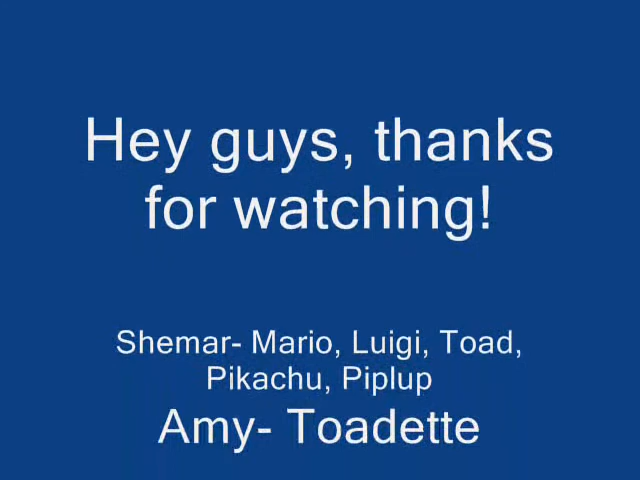 Hey guys, thanks
for watching!
Shemar- Mario, Luigi, Toad,
Pikachu, Piplup
Amy- Toadette